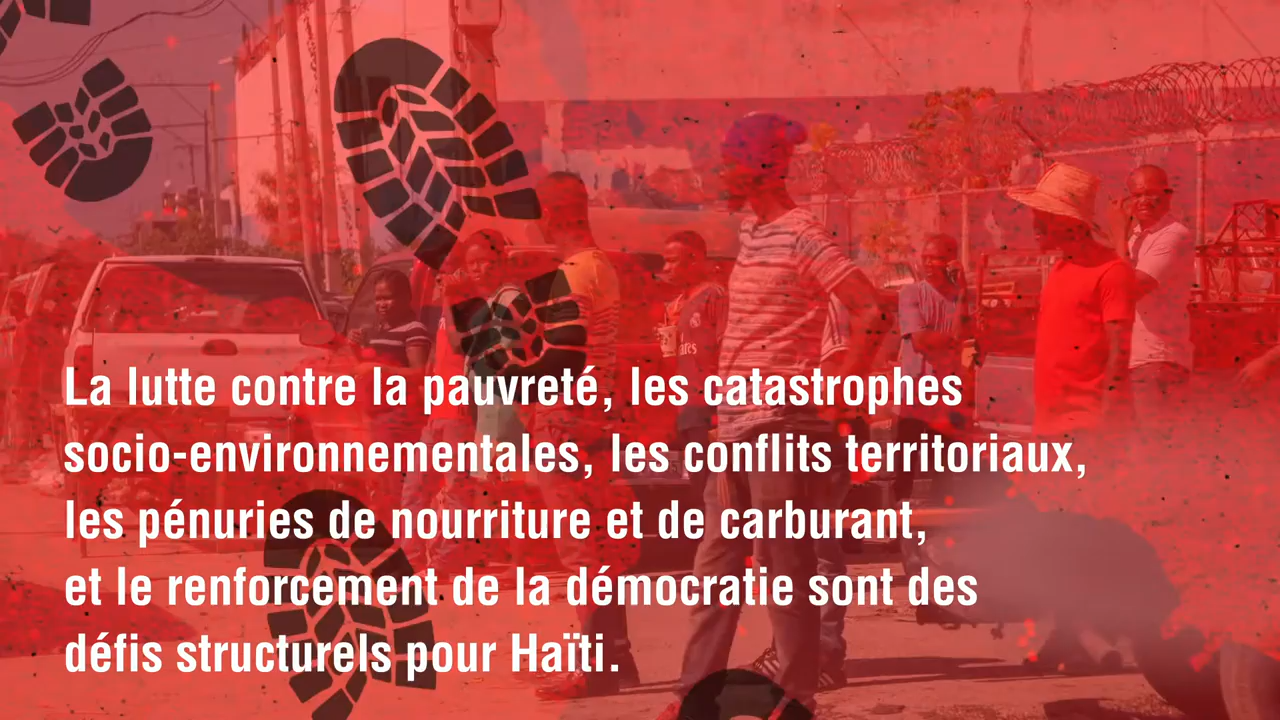 La lutte contre la pauvreté, les catastrophes
socio-environnementales, les conflits territoriaux,
les pénuries de nourriture et de carburant,
et le renforcement de la démocratie sont des
défis structurels pour Haïti.